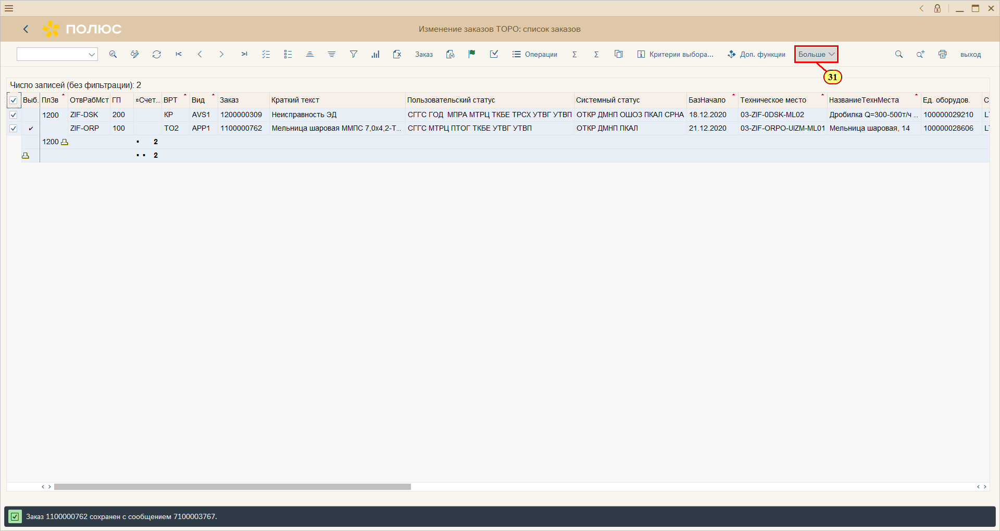 ПОЛЮС
Изменение заказов ТОРО: список заказов
Заказ Операции Σ Σ Критерии выбора... Доп. функции Больше выход
31
Число записей (без фильтрации): 2
Выб. ПлЗв ОтвРабМст ГП Счет... ВРТ Вид Заказ Краткий текст Пользовательский статус Системный статус БазНачало Техническое место НазваниеТехнМеста Ед. оборудов. С
1200 ZIF-DSK 200 КР AVS1 1200000309 Неисправность ЭД СГГС ГОД МПРА МТРЦ ТКБЕ ТРСХ УТВГ УТВП ОТКР ДМНП ОШОЗ ПКАЛ СРНА 18.12.2020 03-ZIF-0DSK-ML02 Дробилка Q=300-500т/ч ... 100000029210
✔ ZIF-ORP 100 ТО2 APP1 1100000762 Мельница шаровая ММПС 7,0х4,2-Т... СГГС МТРЦ ПТОГ ТКБЕ УТВГ УТВП ОТКР ДМНП ПКАЛ 21.12.2020 03-ZIF-ORPO-UIZM-ML01 Мельница шаровая, 14 100000028606
1200 ▪ 2
▪ ▪ 2
Заказ 1100000762 сохранен с сообщением 7100003767.